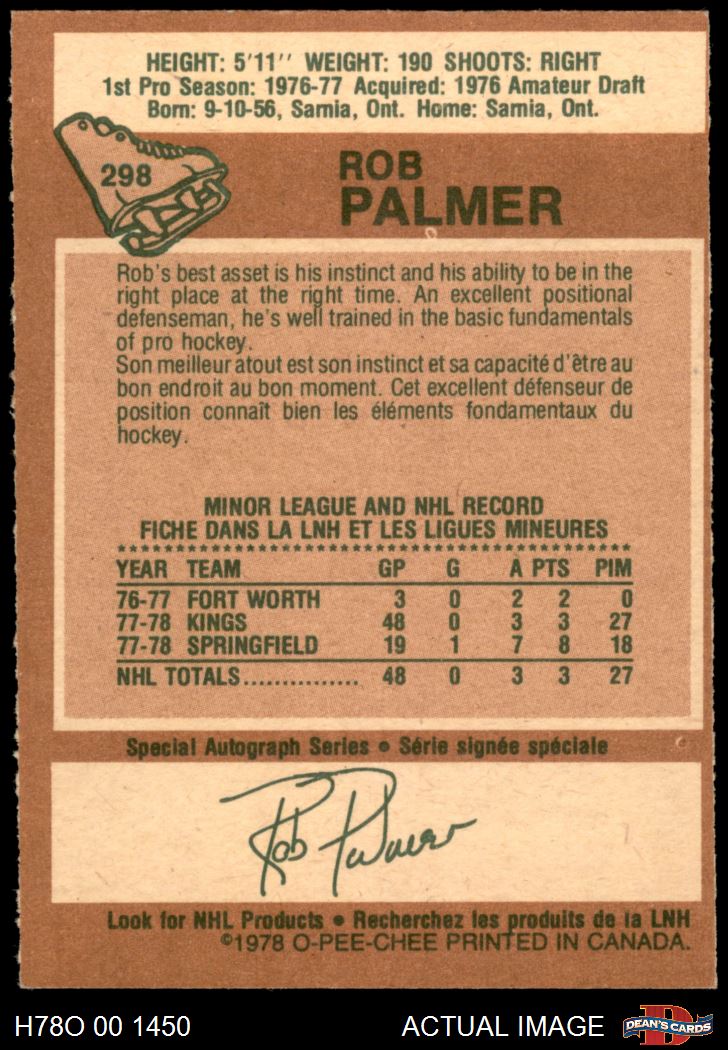 HEIGHT: 5'11'' WEIGHT: 190 SHOOTS: RIGHT
1st Pro Season: 1976-77 Acquired: 1976 Amateur Draft
Born: 9-10-56, Sarnia, Ont. Home: Sarnia, Ont.
298
ROB
PALMER
Rob's best asset is his instinct and his ability to be in the
right place at the right time. An excellent positional
defenseman, he's well trained in the basic fundamentals
of pro hockey.
Son meilleur atout est son instinct et sa capacité d'être au
bon endroit au bon moment. Cet excellent défenseur de
position connaît bien les éléments fondamentaux du
hockey.
MINOR LEAGUE AND NHL RECORD
FICHE DANS LA LNH ET LES LIGUES MINEURES
YEAR TEAM GP G A PTS PIM
76-77 FORT WORTH 3 0 2 2 0
77-78 KINGS 48 0 3 3 27
77-78 SPRINGFIELD 19 1 7 8 18
NHL TOTALS............... 48 0 3 3 27
Special Autograph Series • Série signée spéciale
Rob Palmer
Look for NHL Products • Recherchez les produits de la LNH
©1978 O-PEE-CHEE PRINTED IN CANADA.
H78O 00 1450 ACTUAL IMAGE D DEAN'S CARDS